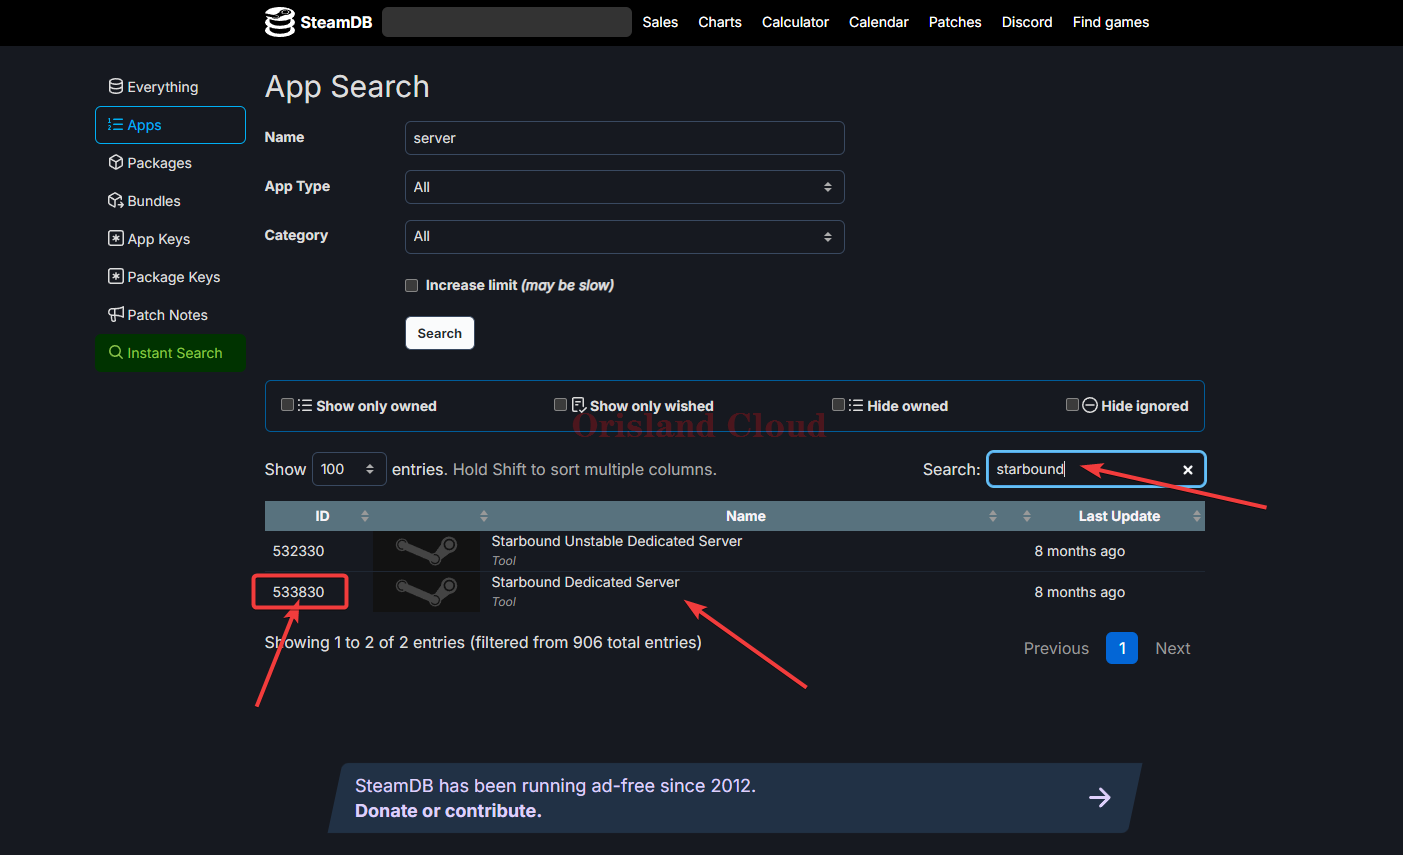 SteamDB
Sales
Charts
Calculator
Calendar
Patches
Discord
Find games
Everything
Apps
Packages
Bundles
App Keys
Package Keys
Patch Notes
Instant Search
App Search
Name
server
App Type
All
Category
All
Increase limit (may be slow)
Search
Show only owned
Show only wished
Hide owned
Hide ignored
Orisland Cloud
Show 100 entries. Hold Shift to sort multiple columns.
Search: starbound
ID Name Last Update
532330 Starbound Unstable Dedicated Server 8 months ago
Tool
533830 Starbound Dedicated Server 8 months ago
Tool
Showing 1 to 2 of 2 entries (filtered from 906 total entries)
Previous 1 Next
SteamDB has been running ad-free since 2012.
Donate or contribute.